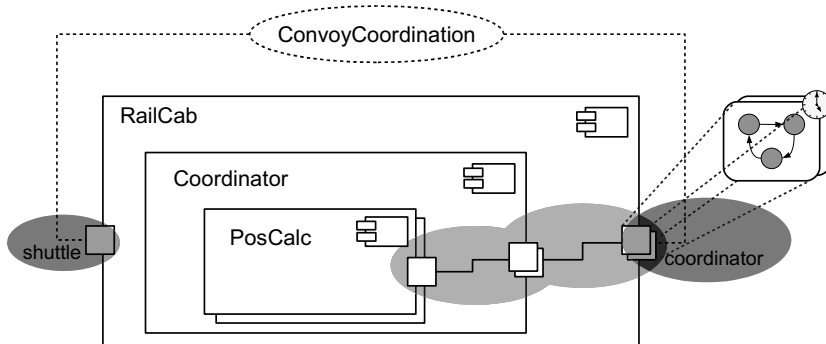 ConvoyCoordination
RailCab
Coordinator
PosCalc
shuttle
coordinator